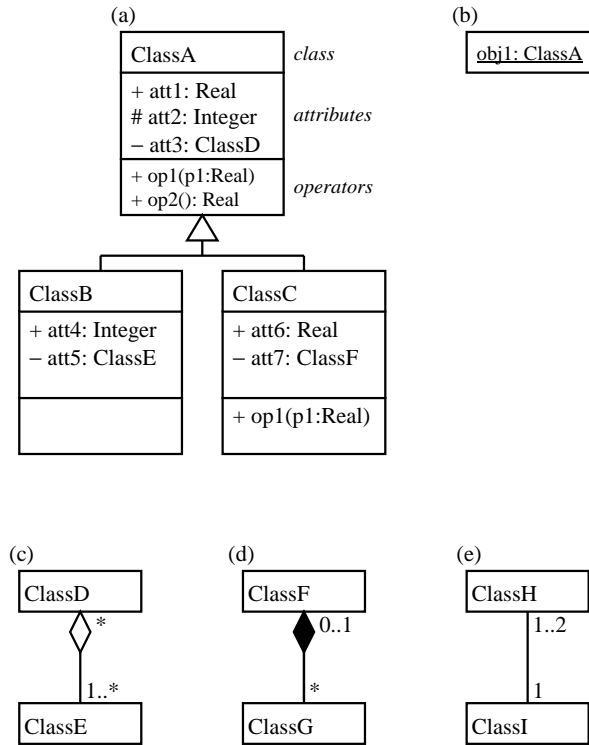 (a)
(b)
ClassA
class
obj1: ClassA
+ att1: Real
# att2: Integer
− att3: ClassD
attributes
+ op1(p1:Real)
+ op2(): Real
operators
ClassB
+ att4: Integer
− att5: ClassE
ClassC
+ att6: Real
− att7: ClassF
+ op1(p1:Real)
(c)
ClassD
*
1..*
ClassE
(d)
ClassF
0..1
*
ClassG
(e)
ClassH
1..2
1
ClassI